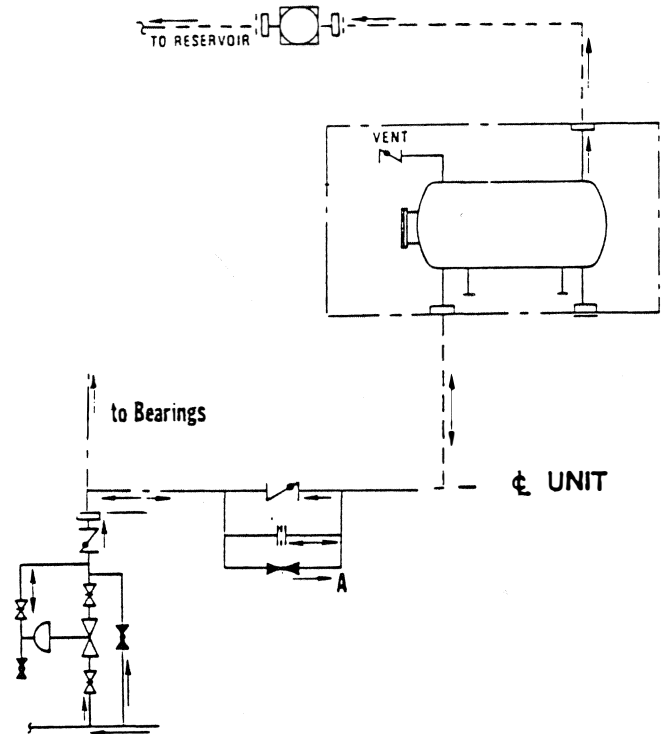 TO RESERVOIR
VENT
to Bearings
℄ UNIT
A